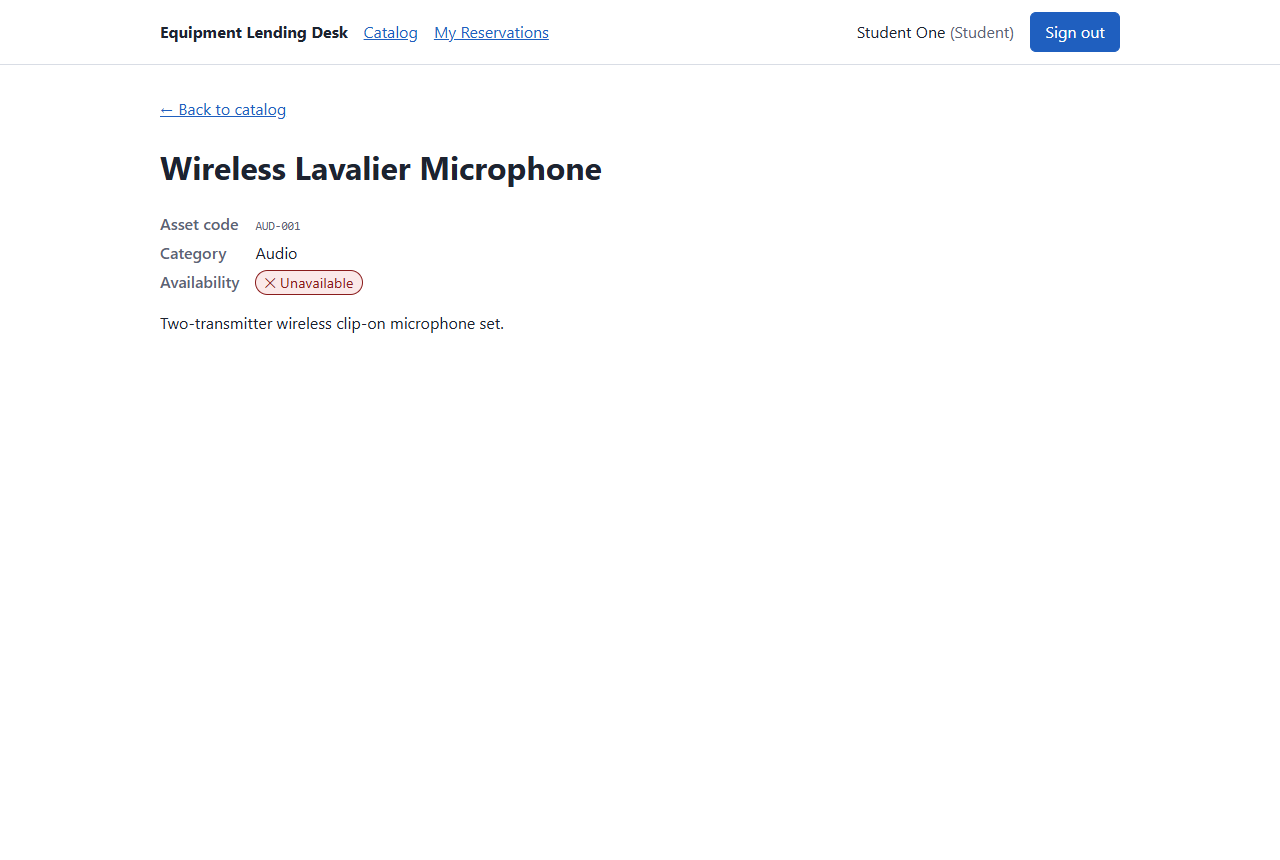 Equipment Lending Desk Catalog My Reservations Student One (Student) Sign out
← Back to catalog
Wireless Lavalier Microphone
Asset code AUD-001
Category Audio
Availability × Unavailable
Two-transmitter wireless clip-on microphone set.